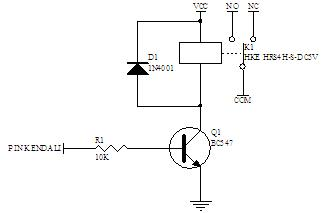 VCC NO NC
D1
1N4001
K1
HKE HRS4H-S-DC5V
COM
Q1
BC547
R1
10K
PINKENDALI